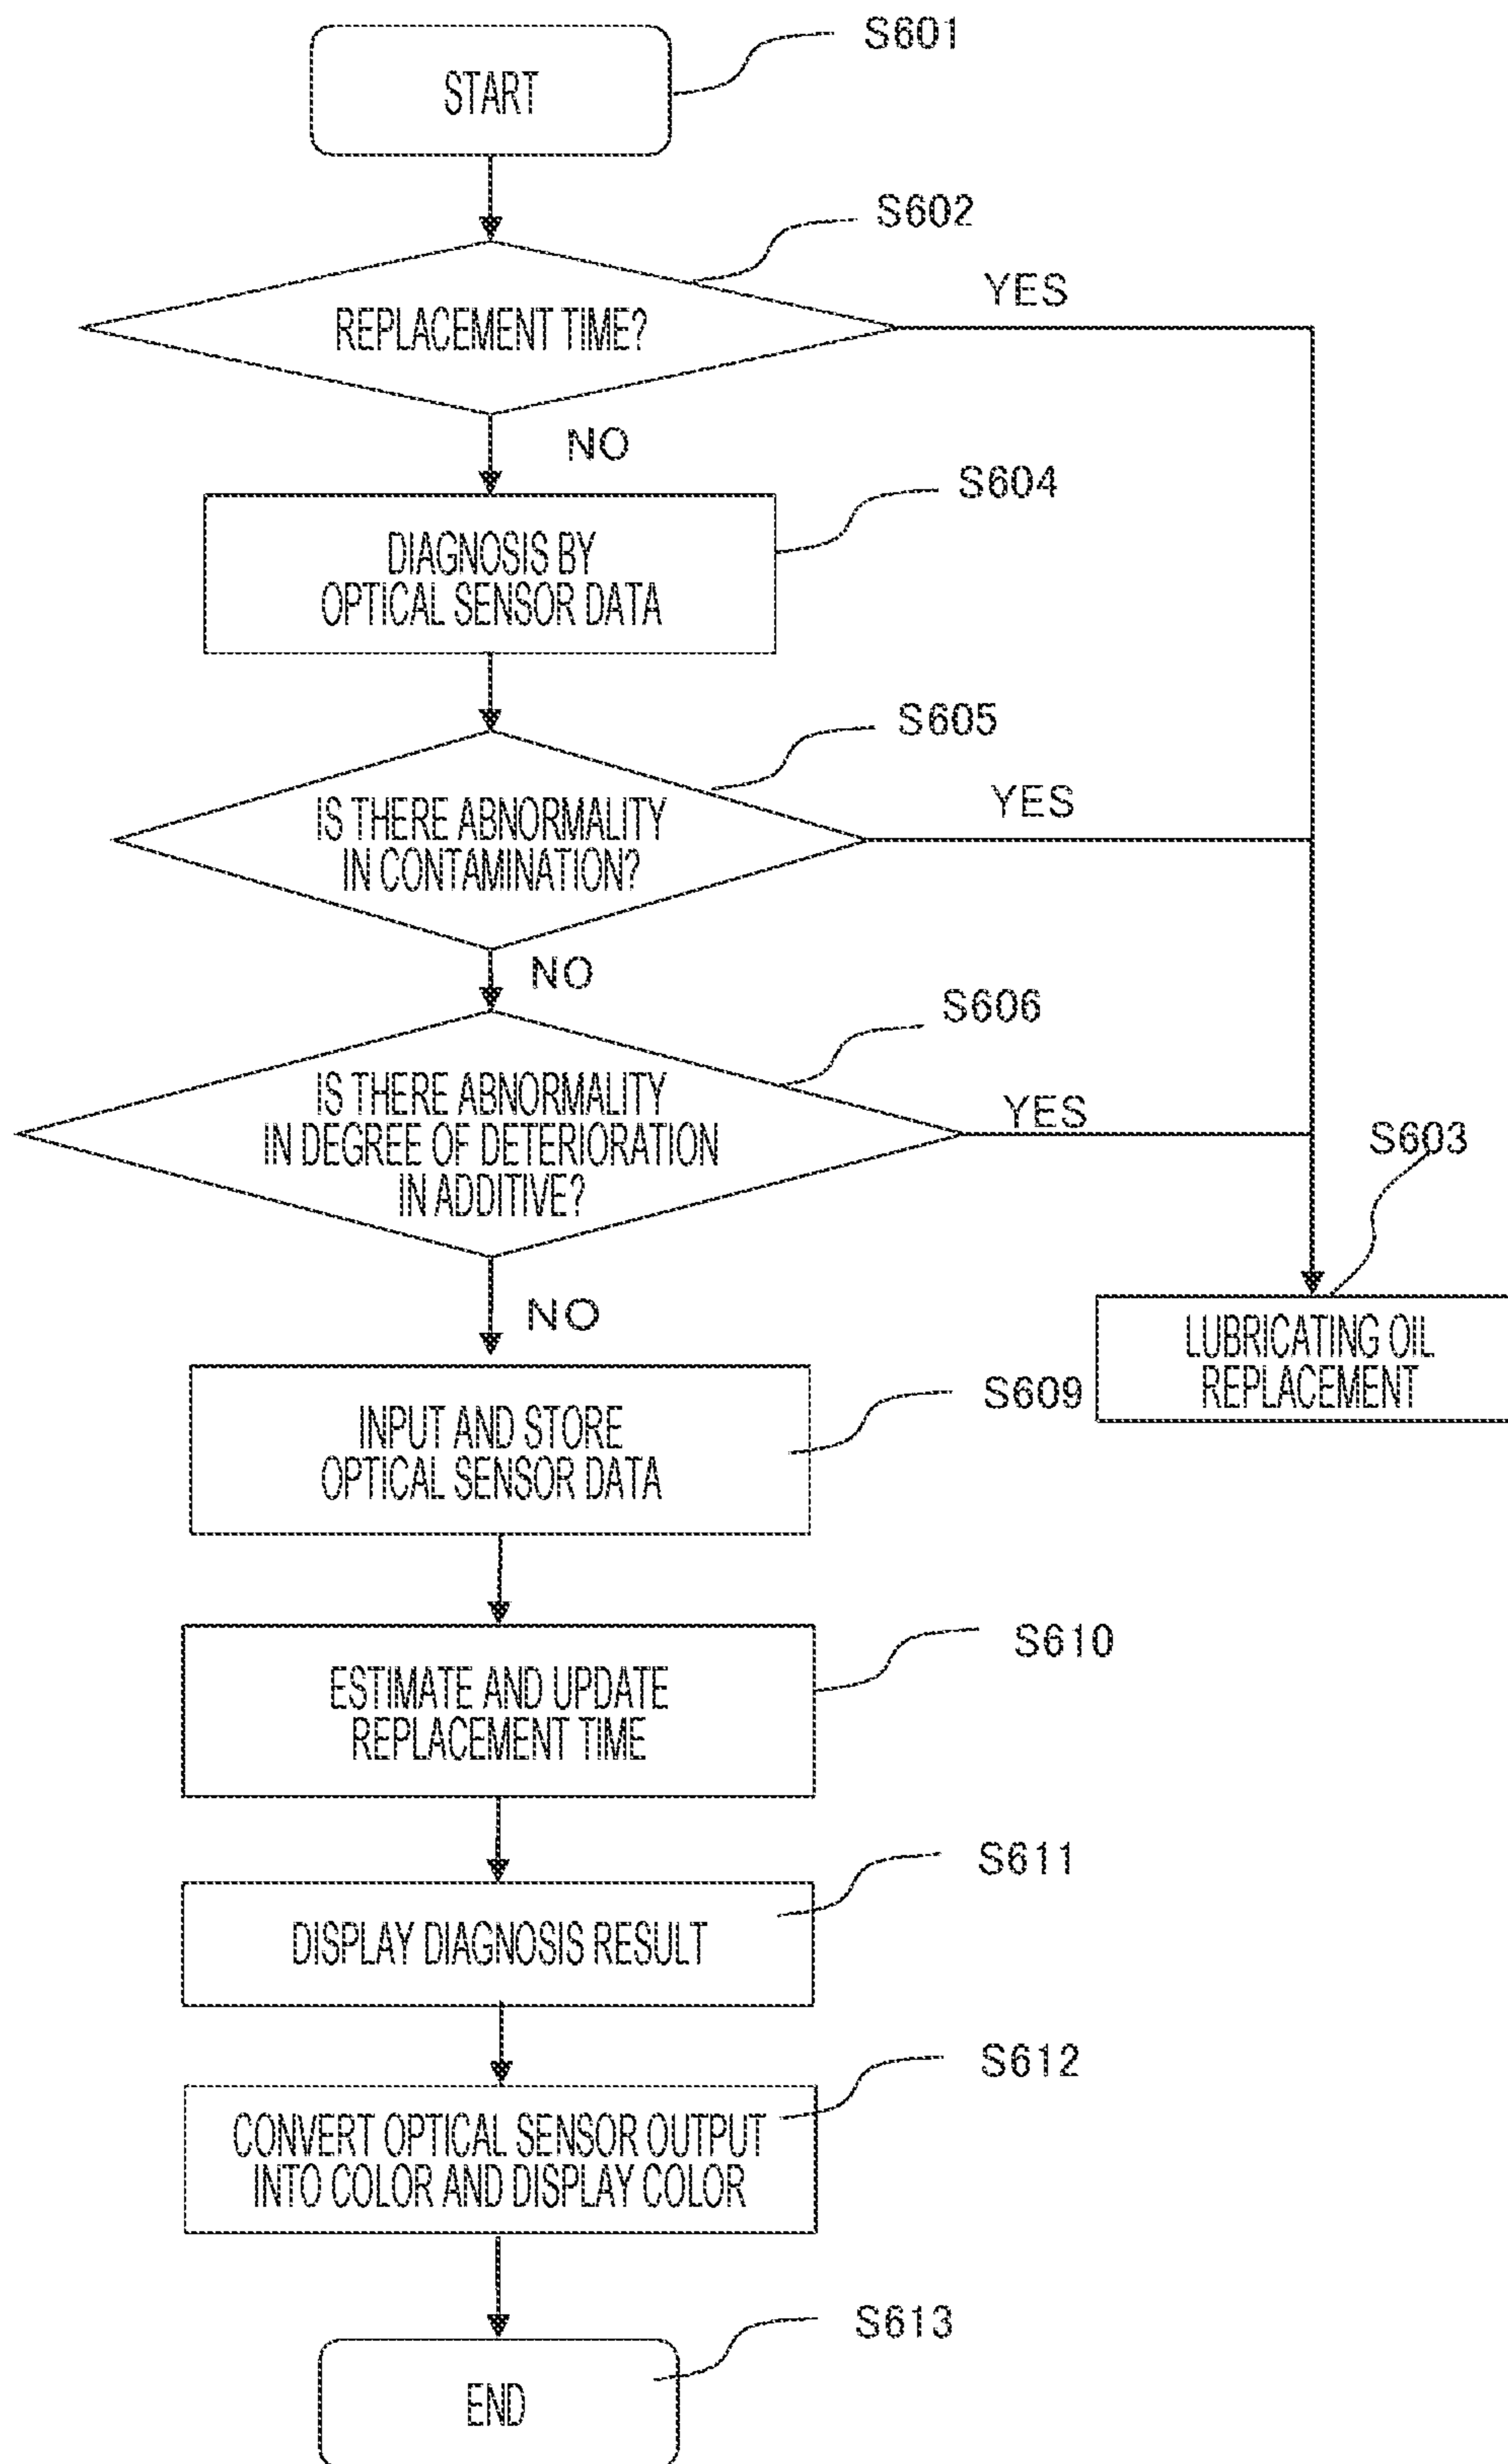 S601
START
S602
REPLACEMENT TIME?
YES
NO
S604
DIAGNOSIS BY
OPTICAL SENSOR DATA
S605
IS THERE ABNORMALITY
IN CONTAMINATION?
YES
NO
S606
IS THERE ABNORMALITY
IN DEGREE OF DETERIORATION
IN ADDITIVE?
YES
S603
LUBRICATING OIL
REPLACEMENT
NO
S609
INPUT AND STORE
OPTICAL SENSOR DATA
S610
ESTIMATE AND UPDATE
REPLACEMENT TIME
S611
DISPLAY DIAGNOSIS RESULT
S612
CONVERT OPTICAL SENSOR OUTPUT
INTO COLOR AND DISPLAY COLOR
S613
END